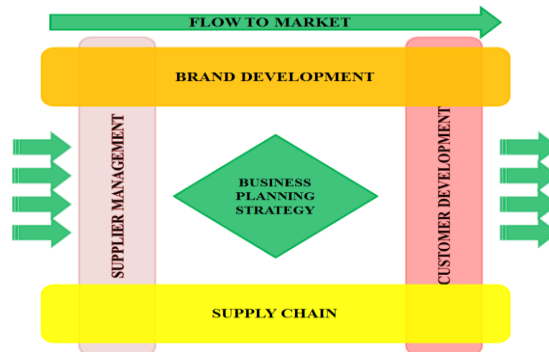 FLOW TO MARKET
BRAND DEVELOPMENT
SUPPLIER MANAGEMENT
BUSINESS
PLANNING
STRATEGY
CUSTOMER DEVELOPMENT
SUPPLY CHAIN